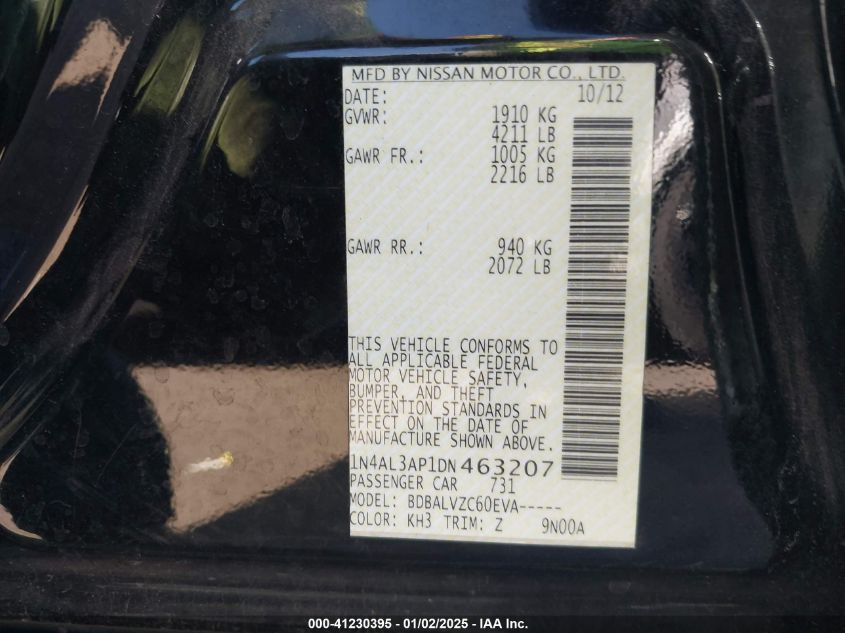 MFD BY NISSAN MOTOR CO., LTD.
DATE: 10/12
GVWR: 1910 KG
4211 LB
GAWR FR.: 1005 KG
2216 LB
GAWR RR.: 940 KG
2072 LB
THIS VEHICLE CONFORMS TO
ALL APPLICABLE FEDERAL
MOTOR VEHICLE SAFETY,
BUMPER, AND THEFT
PREVENTION STANDARDS IN
EFFECT ON THE DATE OF
MANUFACTURE SHOWN ABOVE.
1N4AL3AP1DN463207
PASSENGER CAR 731
MODEL: BDBALVZC60EVA-----
COLOR: KH3 TRIM: Z 9N00A
000-41230395 - 01/02/2025 - IAA Inc.